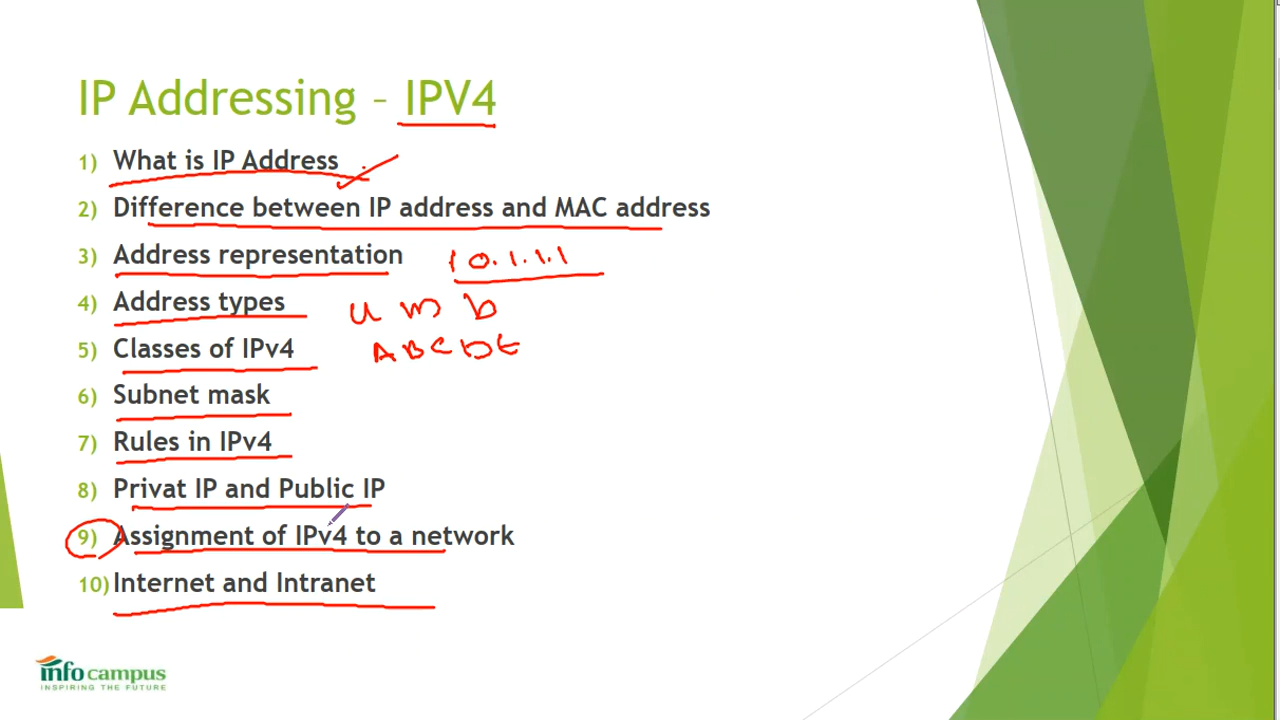 IP Addressing – IPV4
1) What is IP Address
2) Difference between IP address and MAC address
3) Address representation 10.1.1.1
4) Address types u m b
5) Classes of IPv4 A B C D E
6) Subnet mask
7) Rules in IPv4
8) Privat IP and Public IP
9) Assignment of IPv4 to a network
10) Internet and Intranet
info campus
INSPIRING THE FUTURE